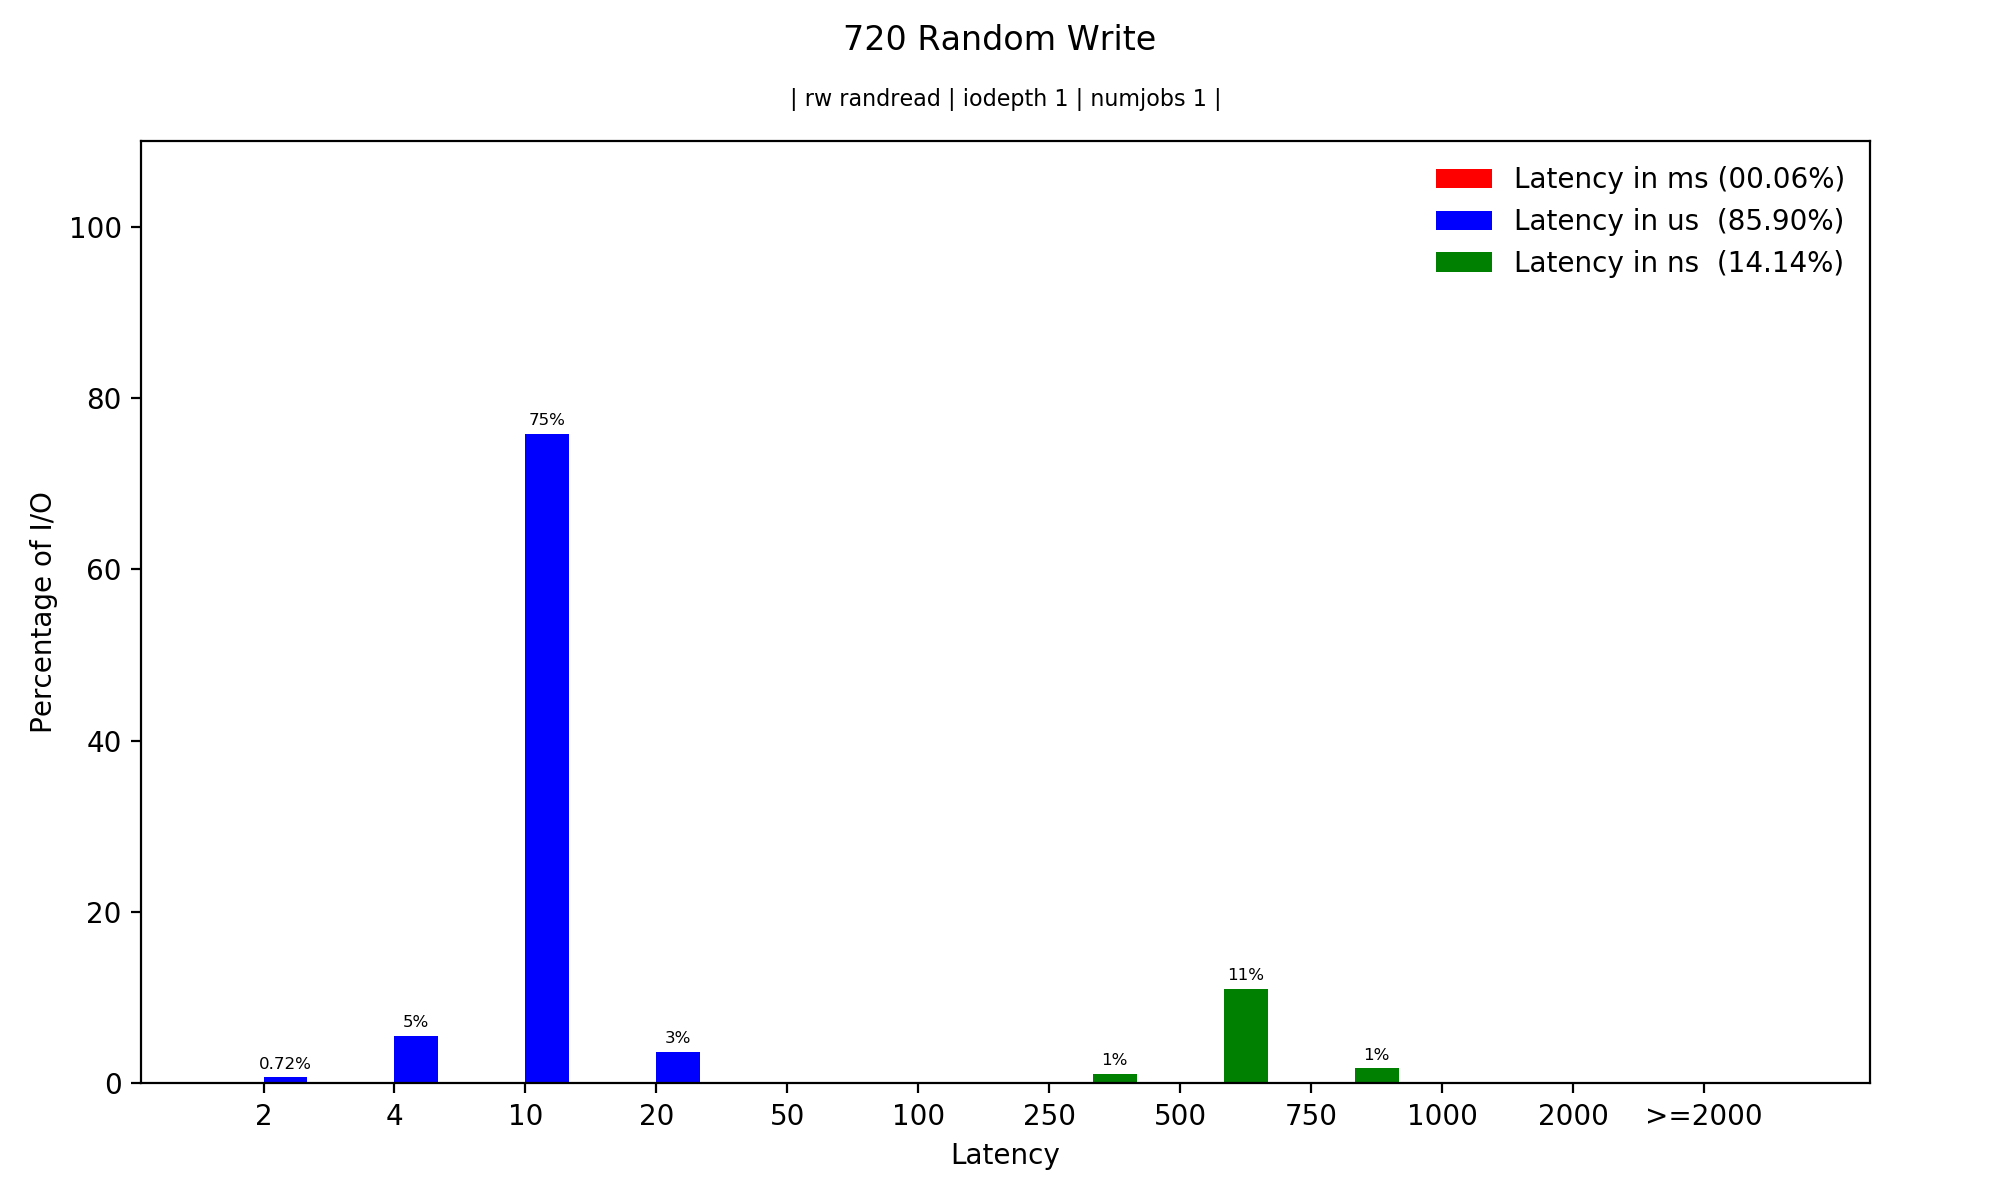 720 Random Write
| rw randread | iodepth 1 | numjobs 1 |
Latency in ms (00.06%)
Latency in us  (85.90%)
Latency in ns  (14.14%)
100
80
60
40
20
0
Percentage of I/O
0.72%
5%
75%
3%
1%
11%
1%
2 4 10 20 50 100 250 500 750 1000 2000 >=2000
Latency